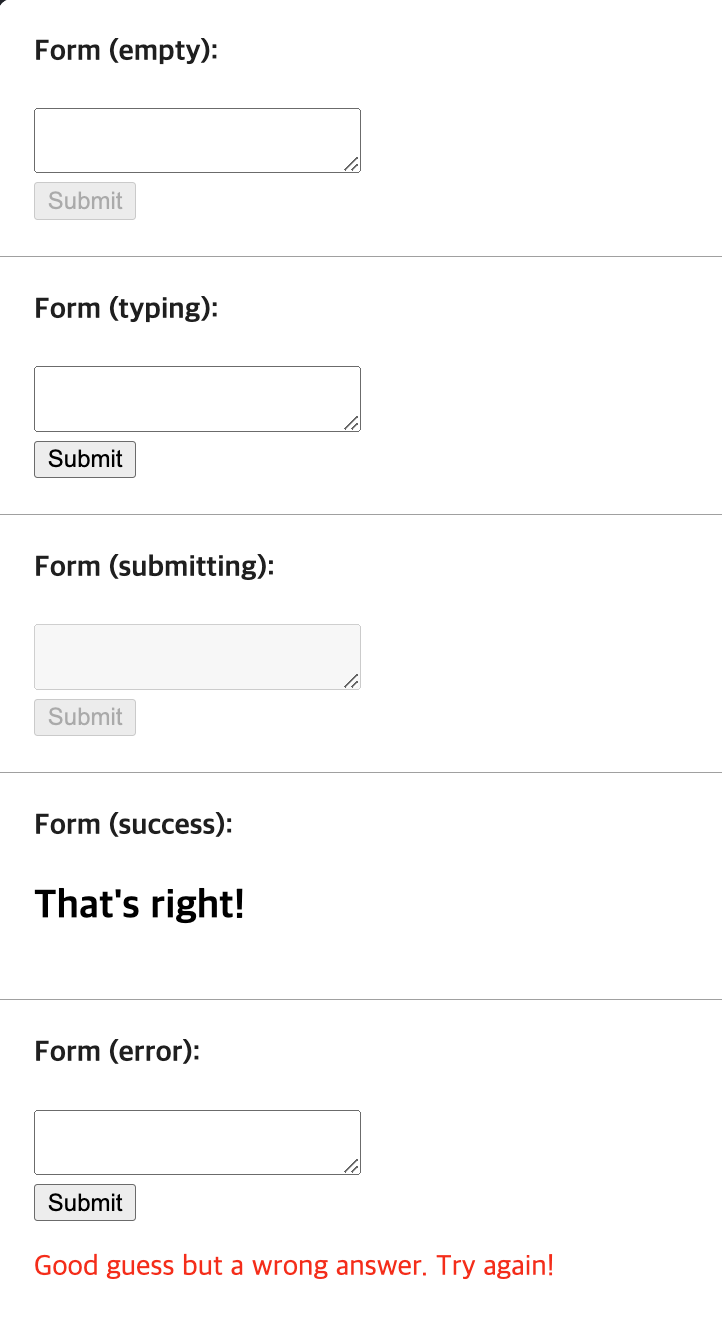 Form (empty):
Submit
Form (typing):
Submit
Form (submitting):
Submit
Form (success):
That's right!
Form (error):
Submit
Good guess but a wrong answer. Try again!